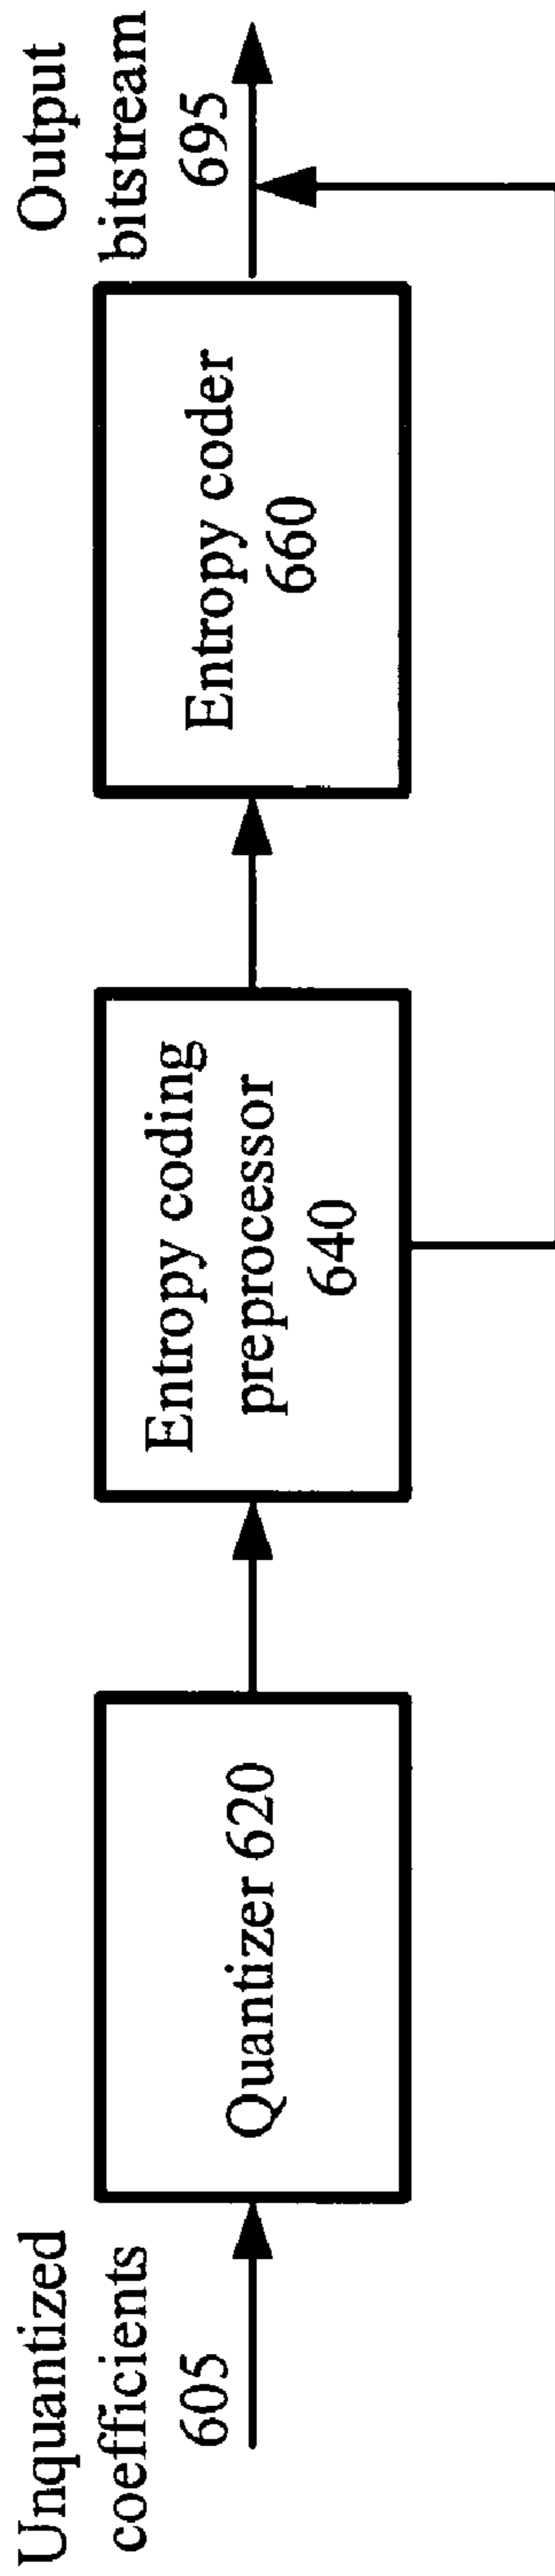 Unquantized
coefficients
605
Quantizer 620
Entropy coding
preprocessor
640
Entropy coder
660
Output
bitstream
695